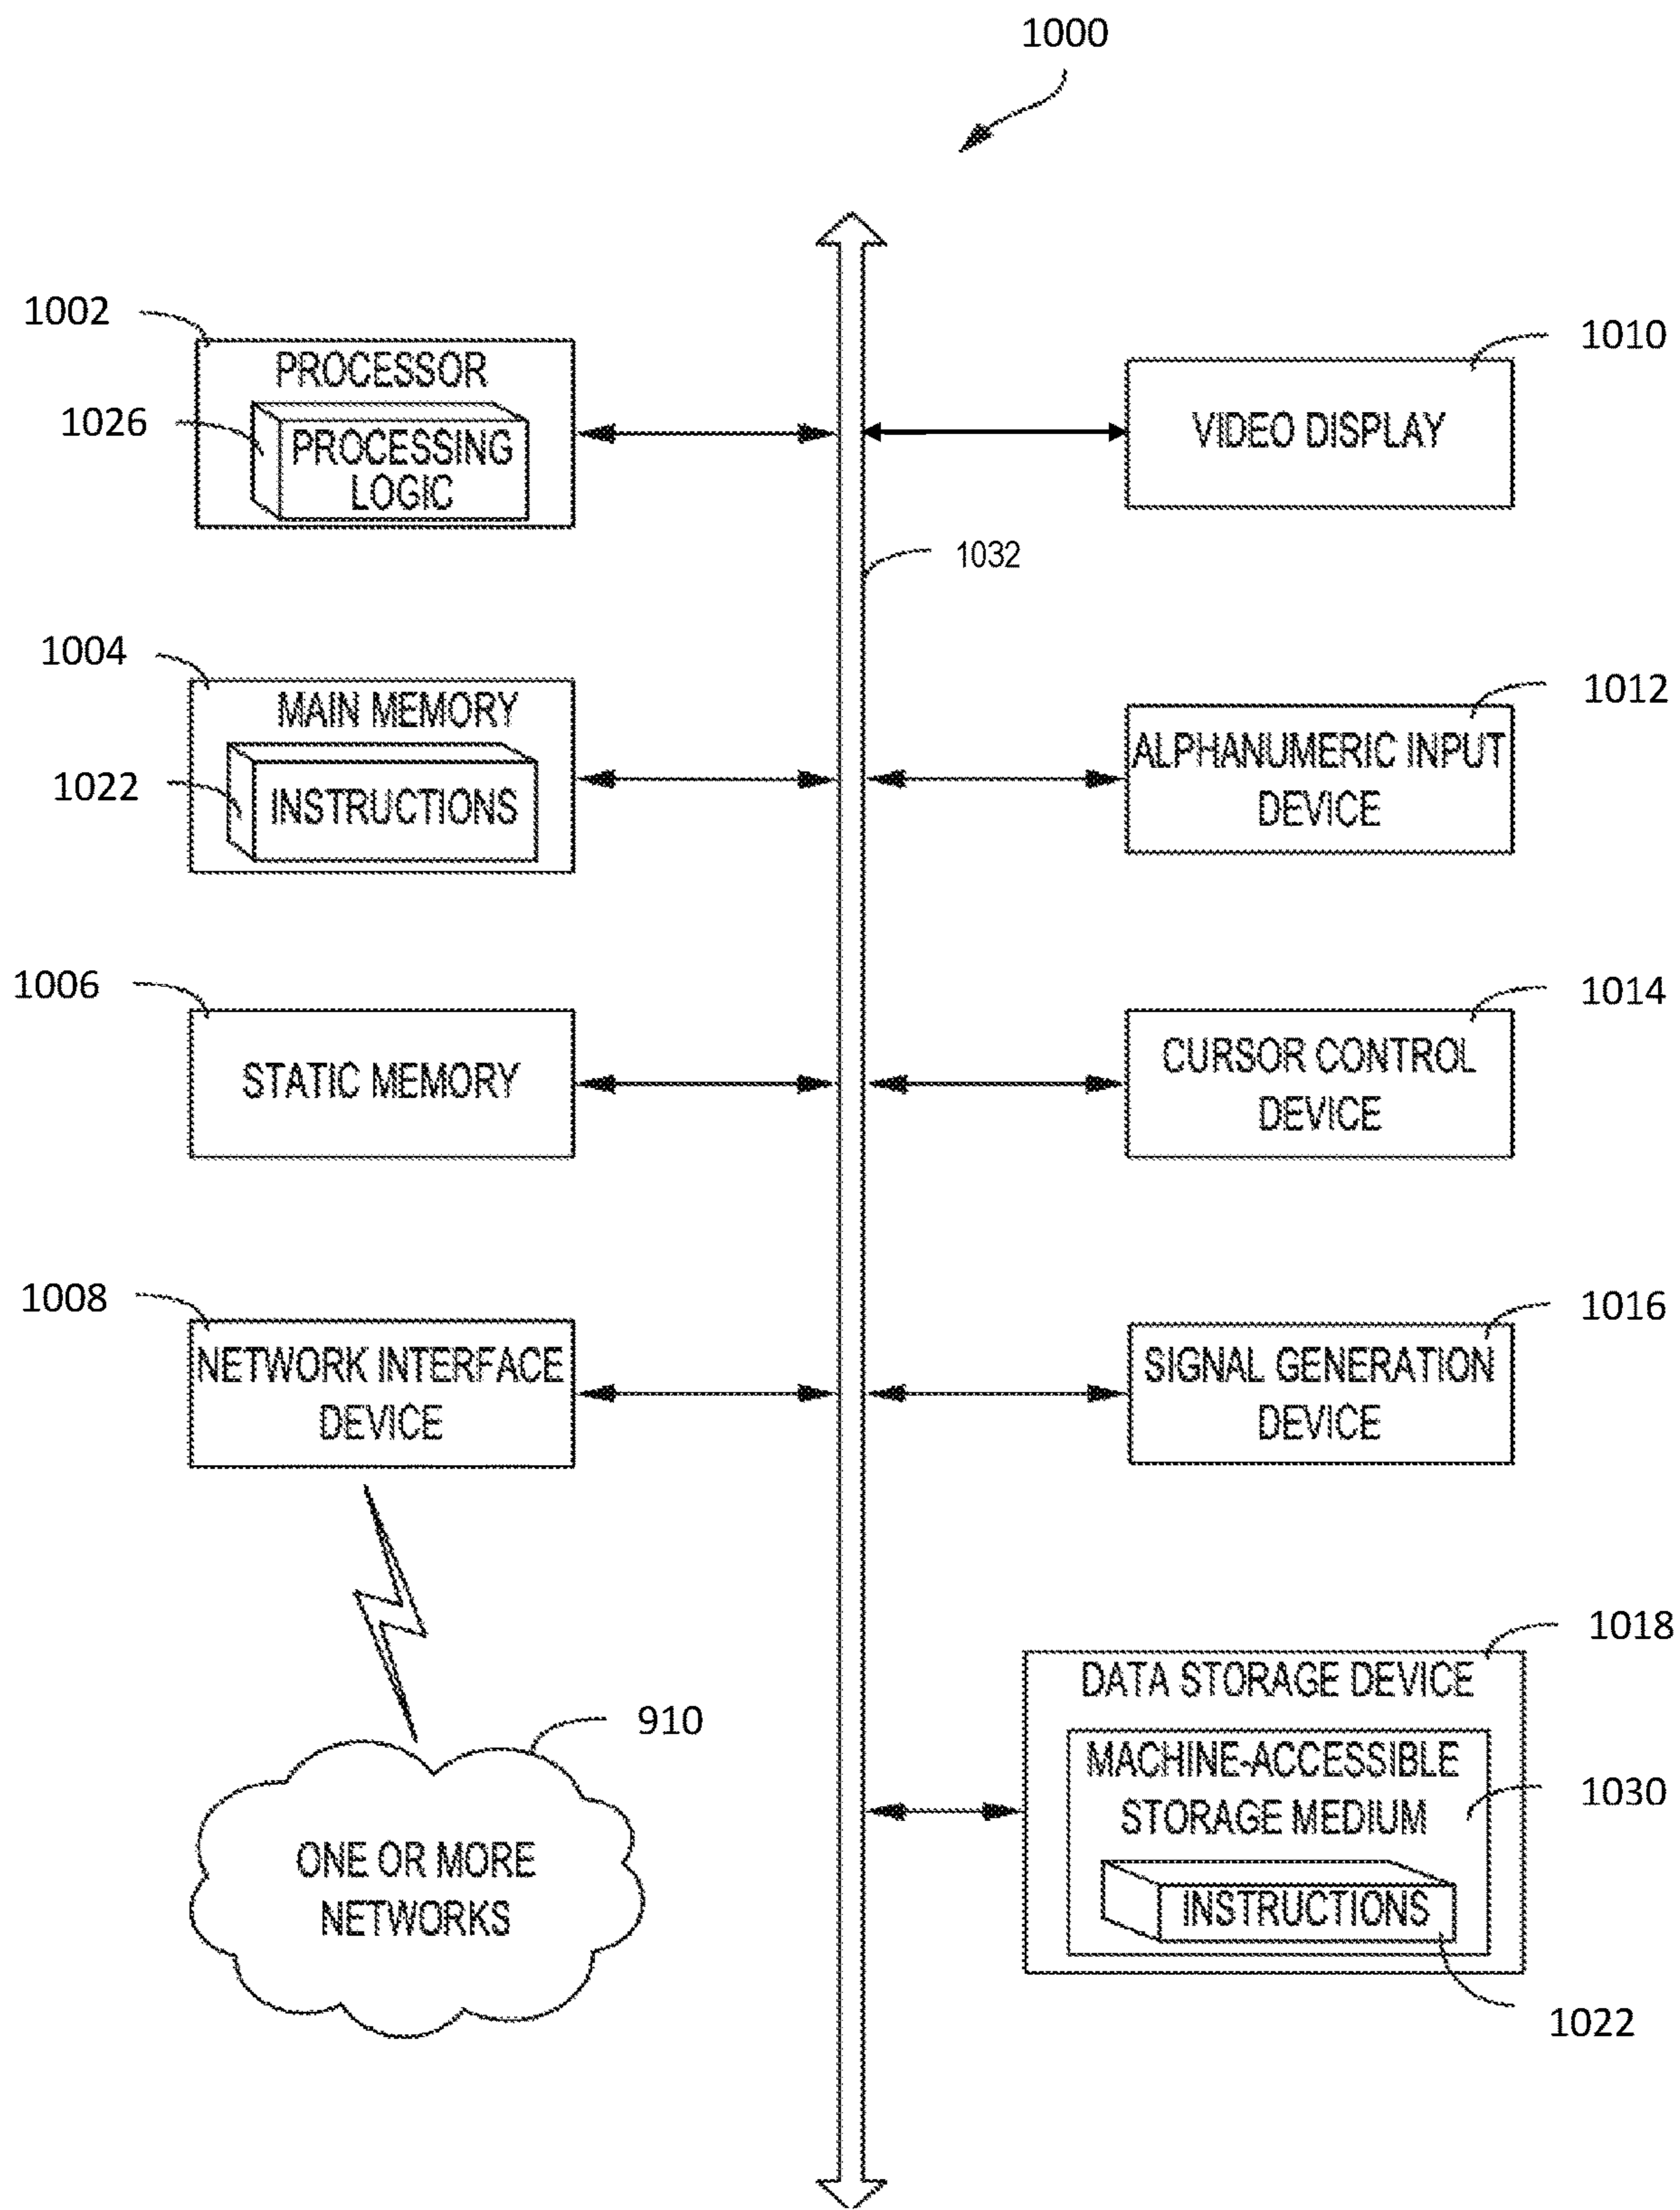 1000
1002
PROCESSOR
1026
PROCESSING
LOGIC
1010
VIDEO DISPLAY
1032
1004
MAIN MEMORY
1022
INSTRUCTIONS
1012
ALPHANUMERIC INPUT
DEVICE
1006
STATIC MEMORY
1014
CURSOR CONTROL
DEVICE
1008
NETWORK INTERFACE
DEVICE
1016
SIGNAL GENERATION
DEVICE
910
ONE OR MORE
NETWORKS
1018
DATA STORAGE DEVICE
MACHINE-ACCESSIBLE
STORAGE MEDIUM
1030
INSTRUCTIONS
1022